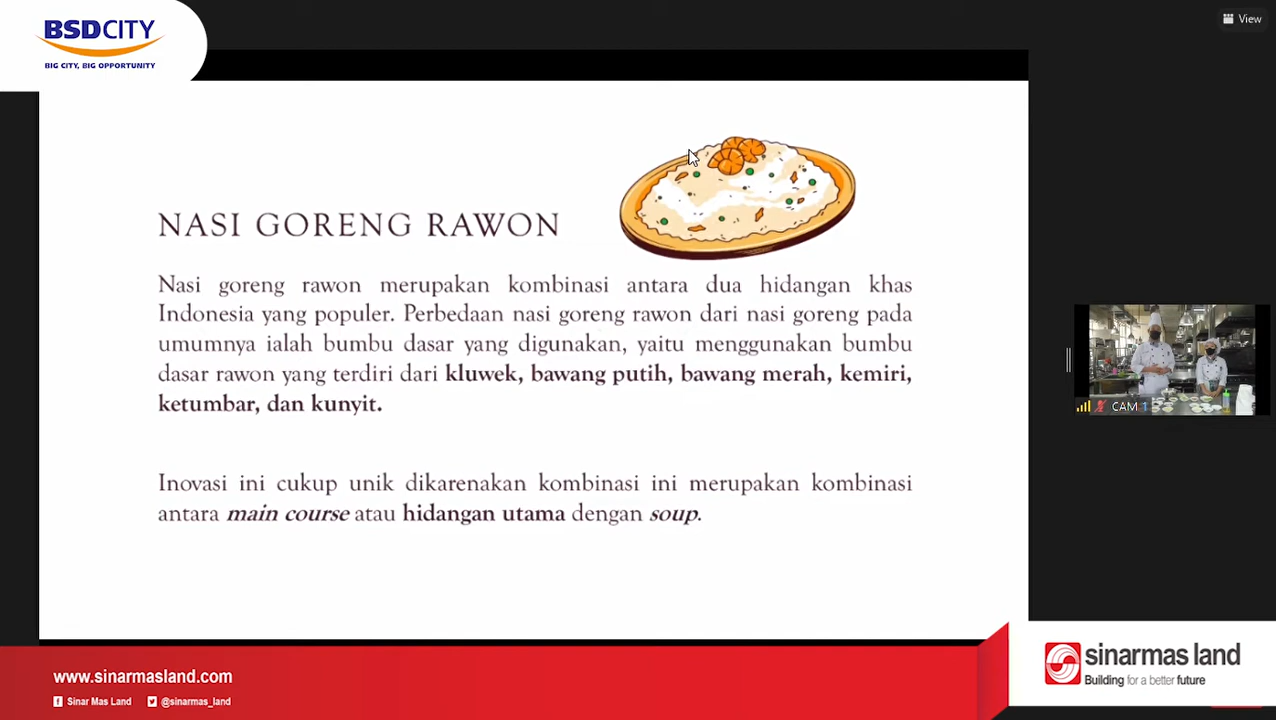 BSDCITY
BIG CITY, BIG OPPORTUNITY
View
NASI GORENG RAWON
Nasi goreng rawon merupakan kombinasi antara dua hidangan khas
Indonesia yang populer. Perbedaan nasi goreng rawon dari nasi goreng pada
umumnya ialah bumbu dasar yang digunakan, yaitu menggunakan bumbu
dasar rawon yang terdiri dari kluwek, bawang putih, bawang merah, kemiri,
ketumbar, dan kunyit.
Inovasi ini cukup unik dikarenakan kombinasi ini merupakan kombinasi
antara main course atau hidangan utama dengan soup.
CAM 1
www.sinarmasland.com
Sinar Mas Land @sinarmas_land
sinarmas land
Building for a better future